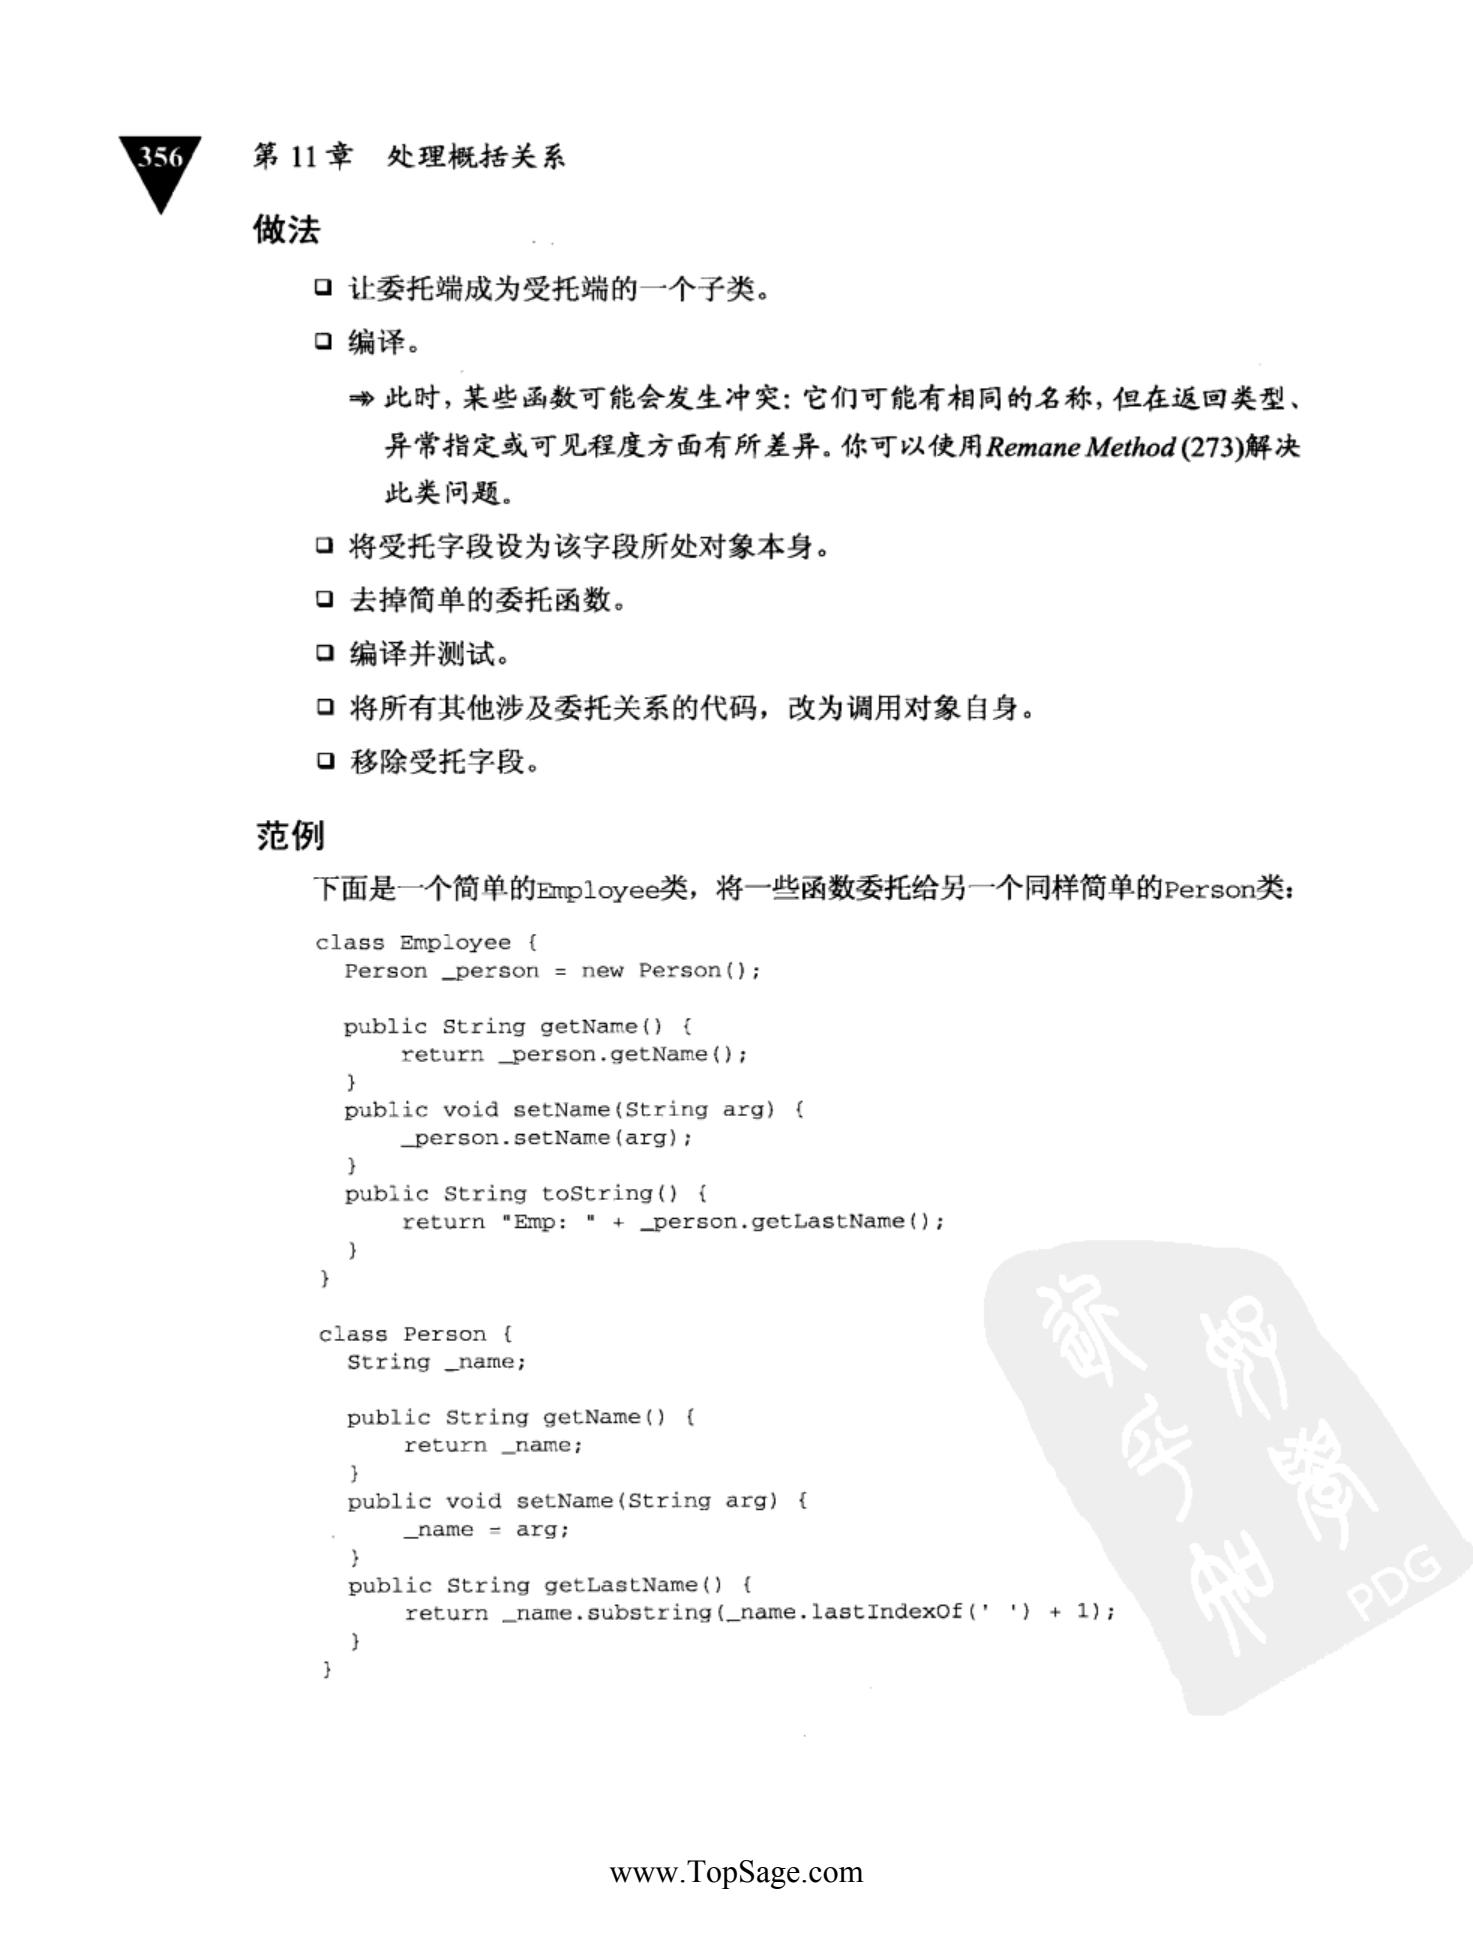 356
第 11 章 处理概括关系
做法
❑ 让委托端成为受托端的一个子类。
❑ 编译。
⇻ 此时，某些函数可能会发生冲突：它们可能有相同的名称，但在返回类型、
异常指定或可见程度方面有所差异。你可以使用Remane Method (273)解决
此类问题。
❑ 将受托字段设为该字段所处对象本身。
❑ 去掉简单的委托函数。
❑ 编译并测试。
❑ 将所有其他涉及委托关系的代码，改为调用对象自身。
❑ 移除受托字段。
范例
下面是一个简单的Employee类，将一些函数委托给另一个同样简单的Person类：
class Employee {
  Person _person = new Person();
  public String getName() {
      return _person.getName();
  }
  public void setName(String arg) {
      _person.setName(arg);
  }
  public String toString() {
      return "Emp: " + _person.getLastName();
  }
}
class Person {
  String _name;
  public String getName() {
      return _name;
  }
  public void setName(String arg) {
      _name = arg;
  }
  public String getLastName() {
      return _name.substring(_name.lastIndexOf(' ') + 1);
  }
}
PDG
www.TopSage.com